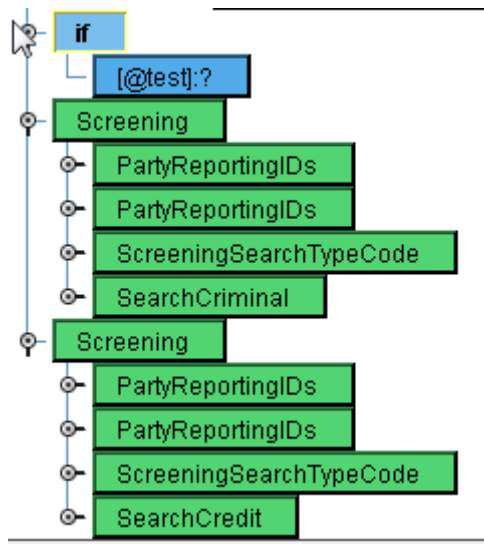 if
[@test]:?
Screening
PartyReportingIDs
PartyReportingIDs
ScreeningSearchTypeCode
SearchCriminal
Screening
PartyReportingIDs
PartyReportingIDs
ScreeningSearchTypeCode
SearchCredit